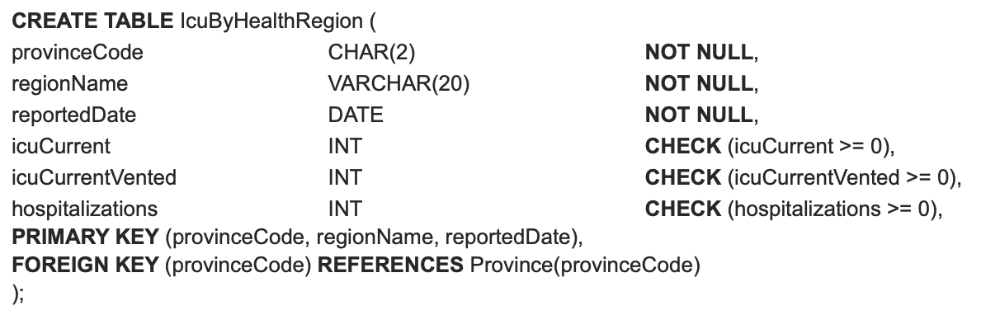 CREATE TABLE IcuByHealthRegion (
provinceCode CHAR(2) NOT NULL,
regionName VARCHAR(20) NOT NULL,
reportedDate DATE NOT NULL,
icuCurrent INT CHECK (icuCurrent >= 0),
icuCurrentVented INT CHECK (icuCurrentVented >= 0),
hospitalizations INT CHECK (hospitalizations >= 0),
PRIMARY KEY (provinceCode, regionName, reportedDate),
FOREIGN KEY (provinceCode) REFERENCES Province(provinceCode)
);